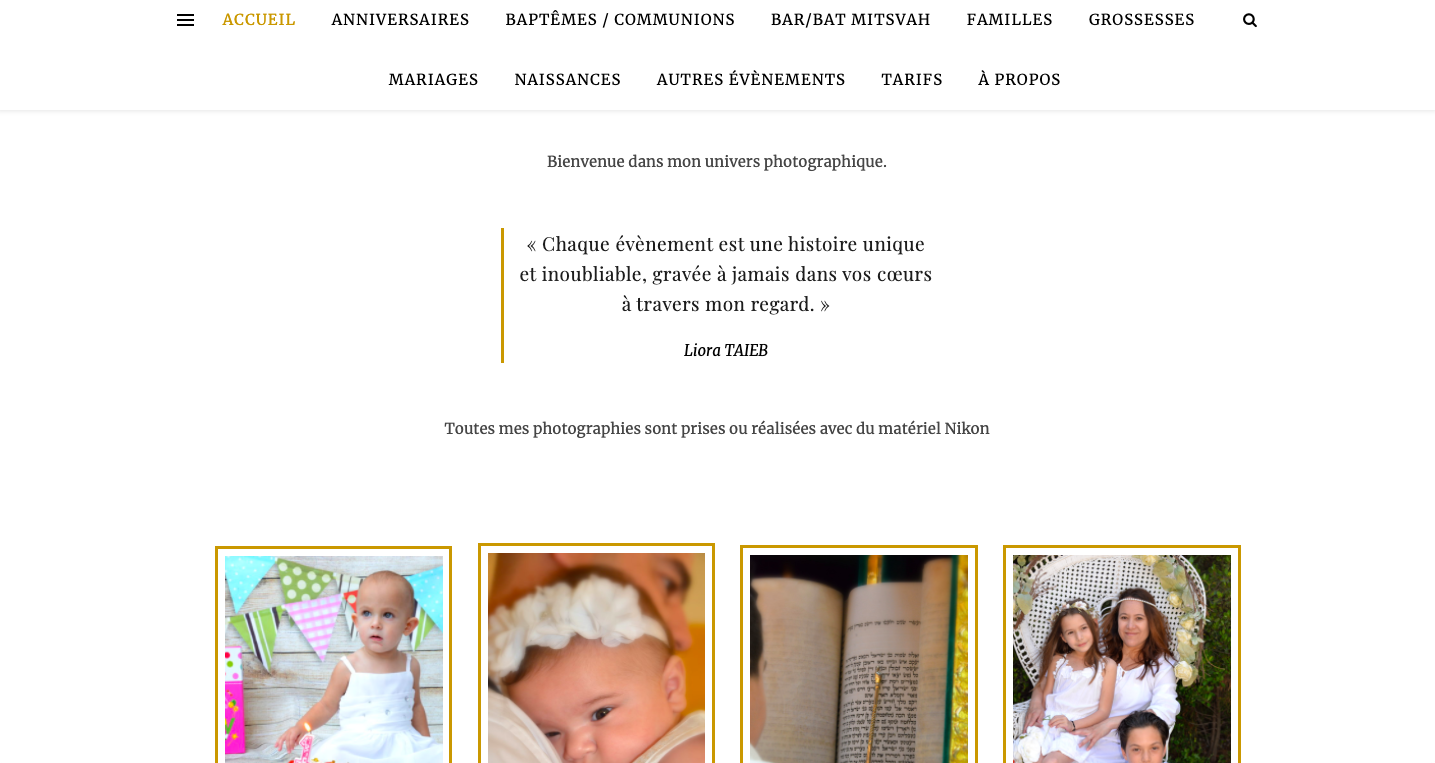 ACCUEIL ANNIVERSAIRES BAPTÊMES / COMMUNIONS BAR/BAT MITSVAH FAMILLES GROSSESSES
MARIAGES NAISSANCES AUTRES ÉVÈNEMENTS TARIFS À PROPOS
Bienvenue dans mon univers photographique.
« Chaque évènement est une histoire unique
et inoubliable, gravée à jamais dans vos cœurs
à travers mon regard. »
Liora TAIEB
Toutes mes photographies sont prises ou réalisées avec du matériel Nikon